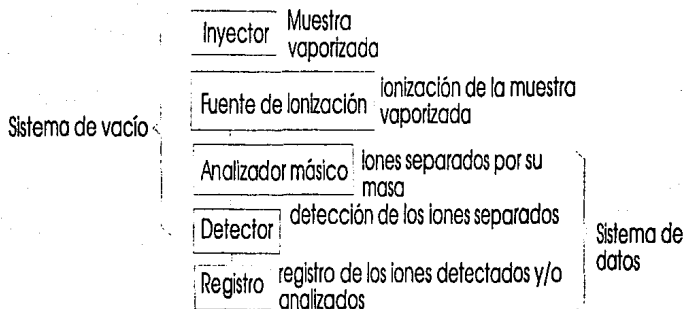 Inyector Muestra
vaporizada
Fuente de Ionización ionización de la muestra
vaporizada
Sistema de vacío
Analizador másico Iones separados por su
masa
Detector detección de los iones separados
Sistema de
datos
Registro registro de los iones detectados y/o
analizados